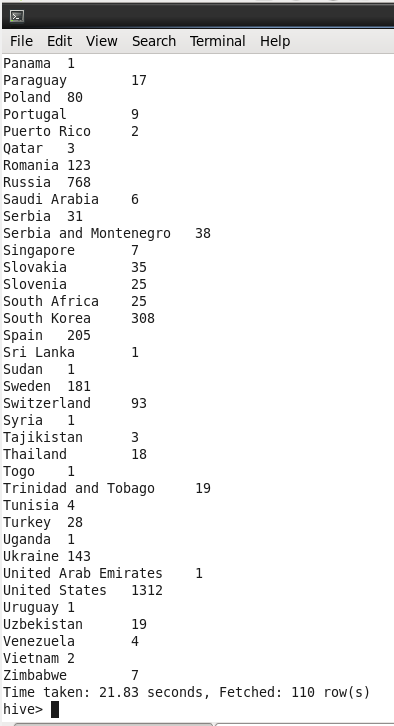 File Edit View Search Terminal Help
Panama 1
Paraguay 17
Poland 80
Portugal 9
Puerto Rico 2
Qatar 3
Romania 123
Russia 768
Saudi Arabia 6
Serbia 31
Serbia and Montenegro 38
Singapore 7
Slovakia 35
Slovenia 25
South Africa 25
South Korea 308
Spain 205
Sri Lanka 1
Sudan 1
Sweden 181
Switzerland 93
Syria 1
Tajikistan 3
Thailand 18
Togo 1
Trinidad and Tobago 19
Tunisia 4
Turkey 28
Uganda 1
Ukraine 143
United Arab Emirates 1
United States 1312
Uruguay 1
Uzbekistan 19
Venezuela 4
Vietnam 2
Zimbabwe 7
Time taken: 21.83 seconds, Fetched: 110 row(s)
hive>